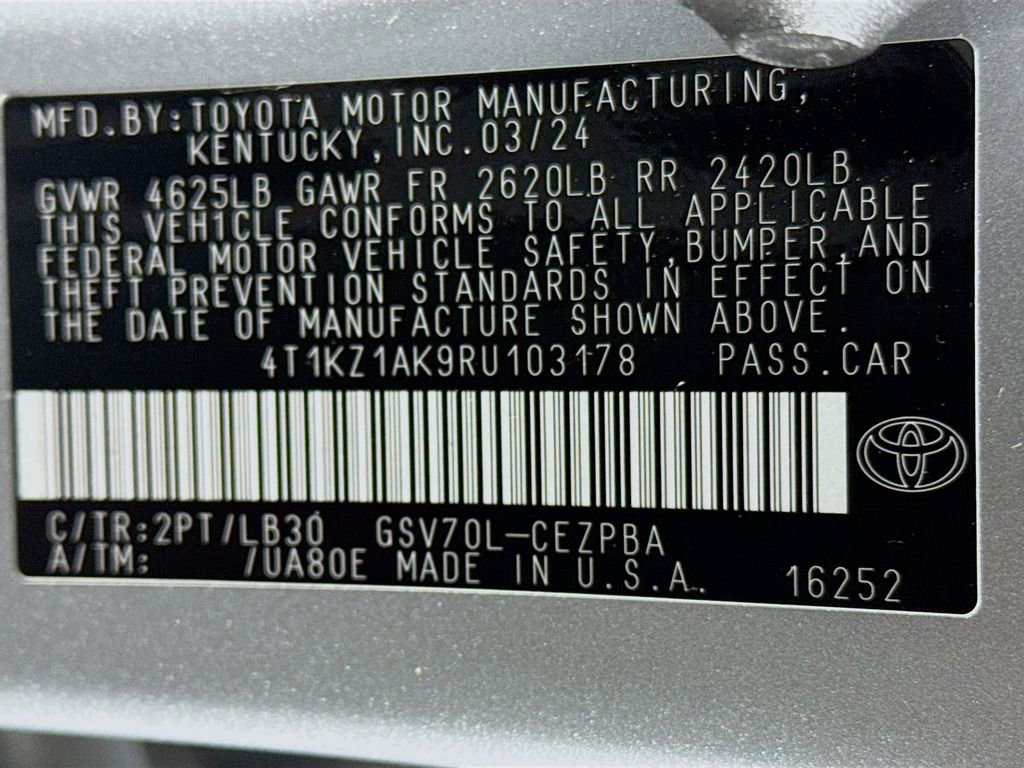 MFD.BY:TOYOTA MOTOR MANUFACTURING,
KENTUCKY,INC.03/24
GVWR 4625LB GAWR FR 2620LB RR 2420LB
THIS VEHICLE CONFORMS TO ALL APPLICABLE
FEDERAL MOTOR VEHICLE SAFETY,BUMPER,AND
THEFT PREVENTION STANDARDS IN EFFECT ON
THE DATE OF MANUFACTURE SHOWN ABOVE.
4T1KZ1AK9RU103178 PASS.CAR
C/TR:2PT/LB30 GSV70L-CEZPBA
A/TM: /UA80E MADE IN U.S.A. 16252